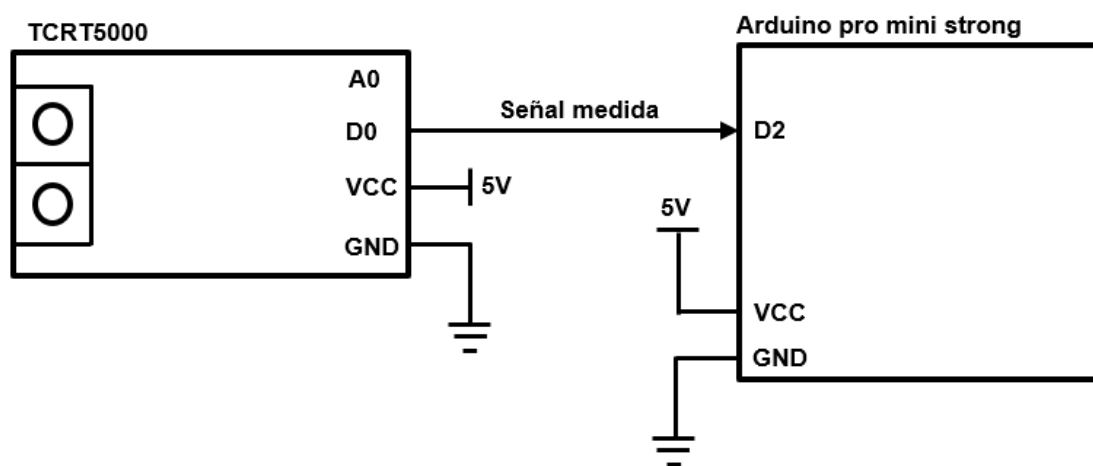 TCRT5000
Arduino pro mini strong
A0
Señal medida
D0
D2
VCC
5V
5V
GND
VCC
GND